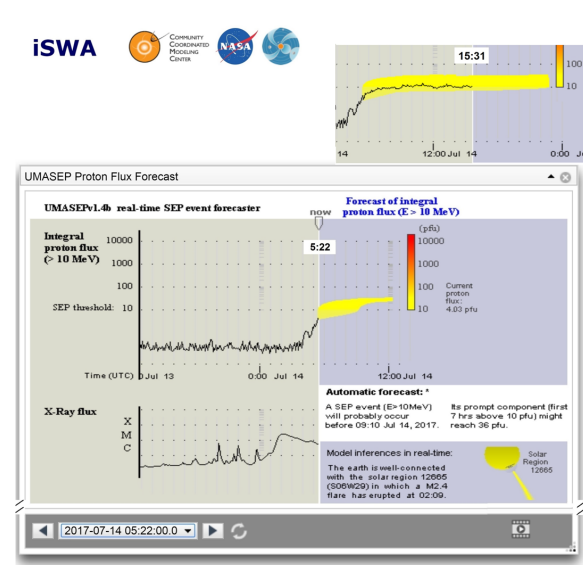 iSWA
COMMUNITY
COORDINATED
MODELING
CENTER
NASA
15:31
100
10
14
12:00 Jul 14
0:00
UMASEP Proton Flux Forecast
UMASEPv1.4b real-time SEP event forecaster
now
Forecast of integral
proton flux (E > 10 MeV)
Integral
proton flux
(> 10 MeV)
10000
1000
100
SEP threshold: 10
5:22
(pfu)
10000
1000
100
10
Current
proton
flux:
4.03 pfu
Time (UTC)
0 Jul 13
0:00 Jul 14
12:00 Jul 14
X-Ray flux
X
M
C
Automatic forecast: ^
A SEP event (E>10MeV)
will probably occur
before 09:10 Jul 14, 2017.
Its prompt component (first
7 hrs above 10 pfu) might
reach 36 pfu.
Model inferences in real-time:
The earth is well-connected
with the solar region 12665
(S06W29) in which a M2.4
flare has erupted at 02:09.
Solar
Region
12665
2017-07-14 05:22:00.0